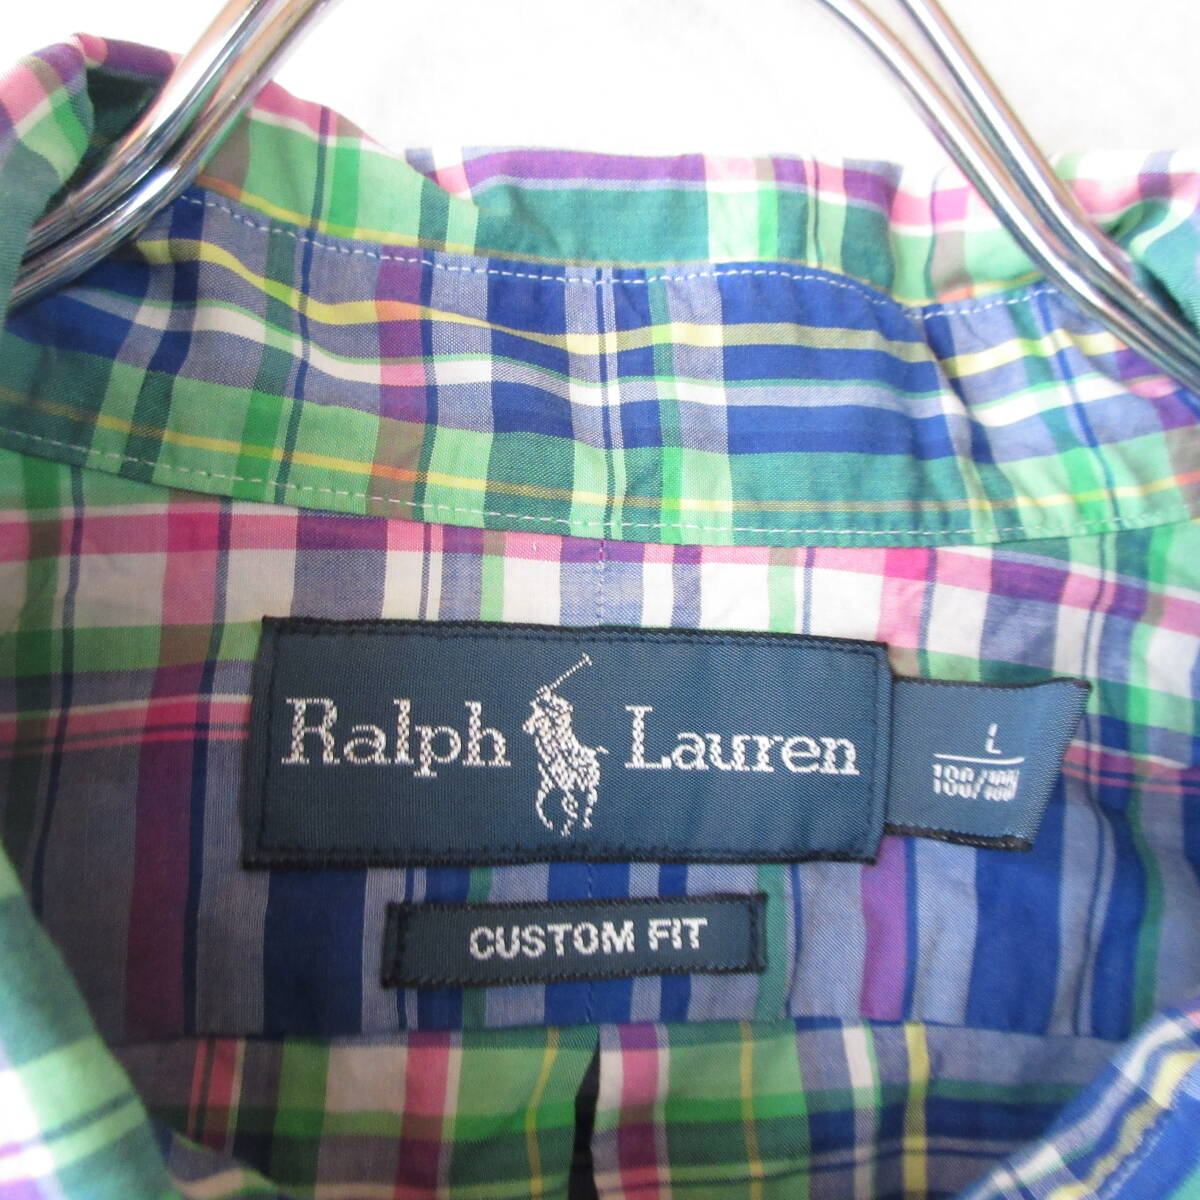 Ralph Lauren
L
CUSTOM FIT